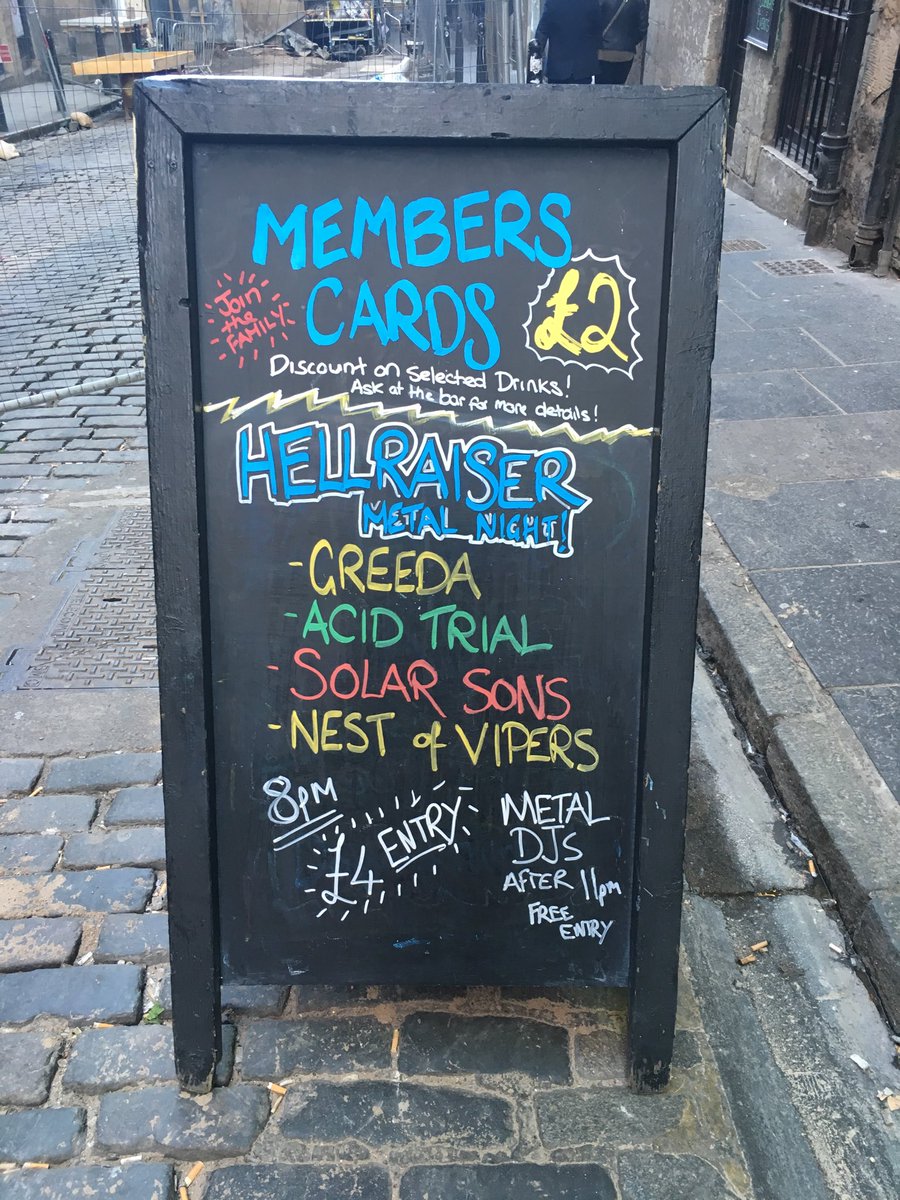 MEMBERS
CARDS
Join
the
FAMILY
£2
Discount on Selected Drinks!
Ask at the bar for more details!
HELLRAISER
METAL NIGHT!
- GREEDA
- ACID TRIAL
- SOLAR SONS
- NEST of VIPERS
8pm
£4 ENTRY
METAL
DJS
AFTER 11pm
FREE
ENTRY